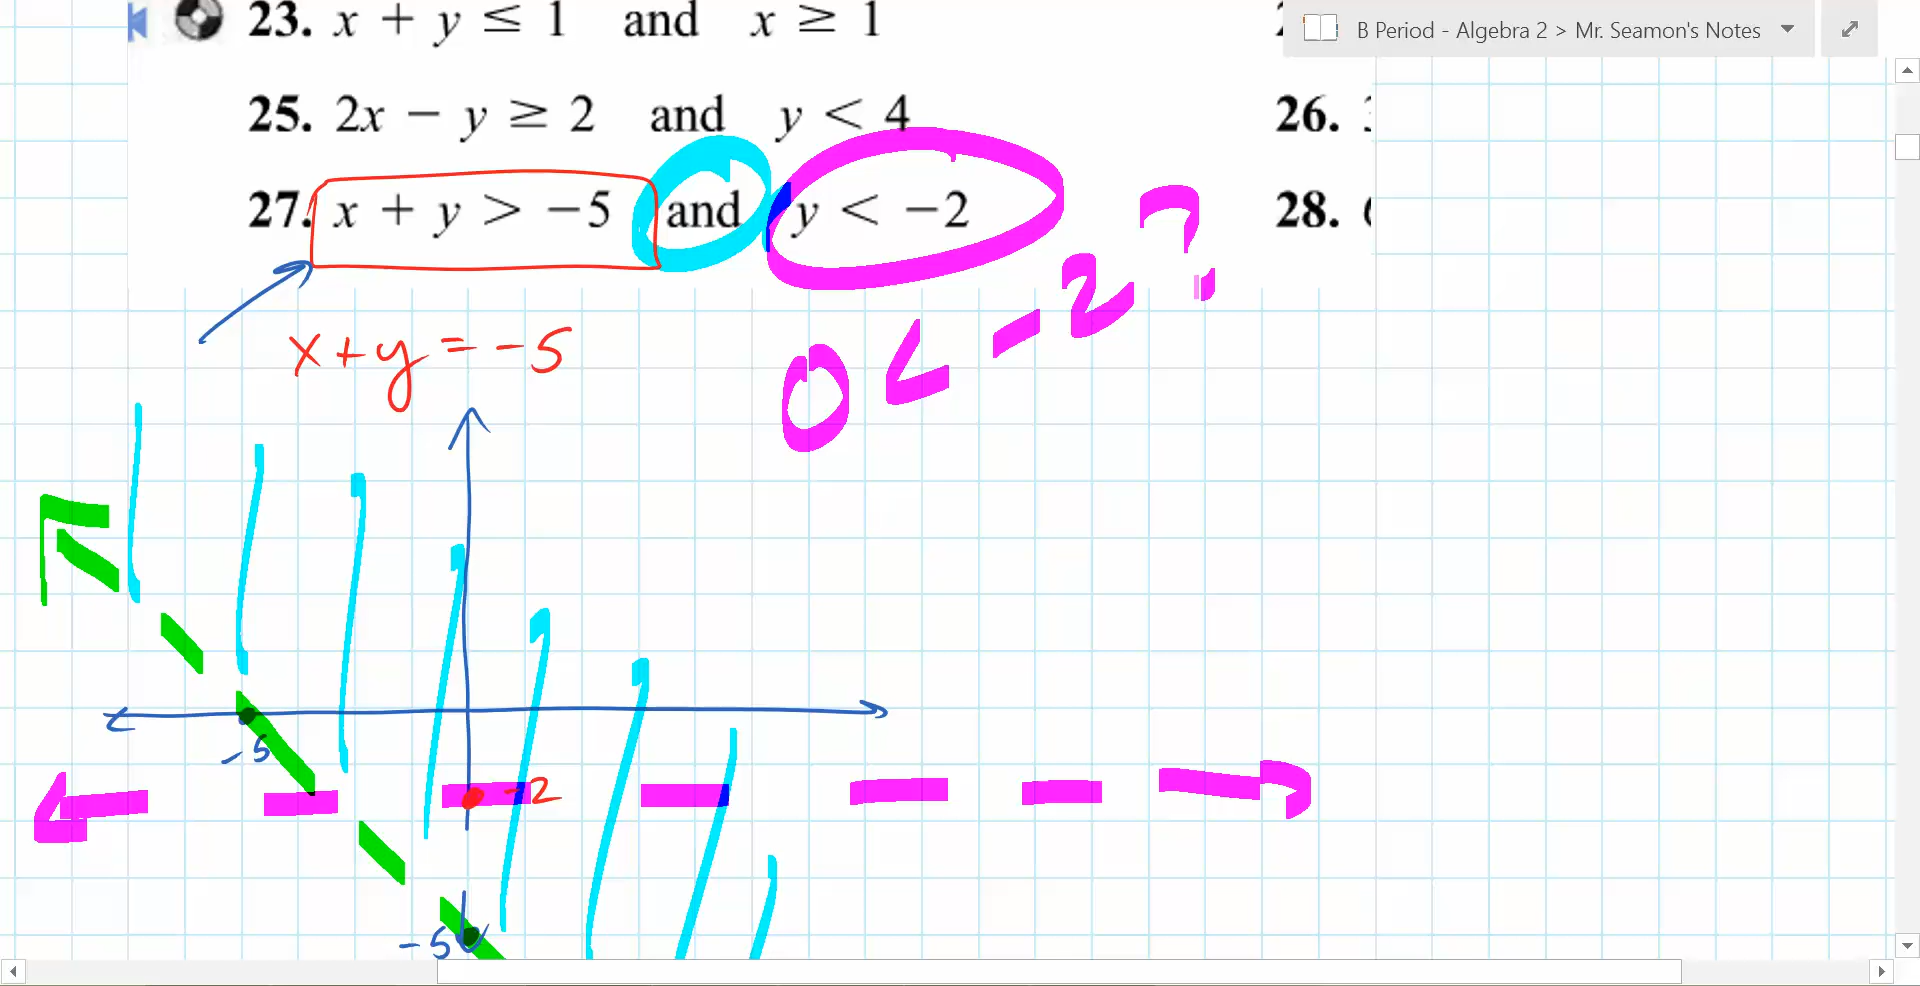 B Period - Algebra 2 > Mr. Seamon's Notes
23. x + y ≤ 1 and x ≥ 1
25. 2x − y ≥ 2 and y < 4
26.
27. x + y > −5 and y < −2
28.
x+y = -5
0 < -2 ?
-5
-2
-5